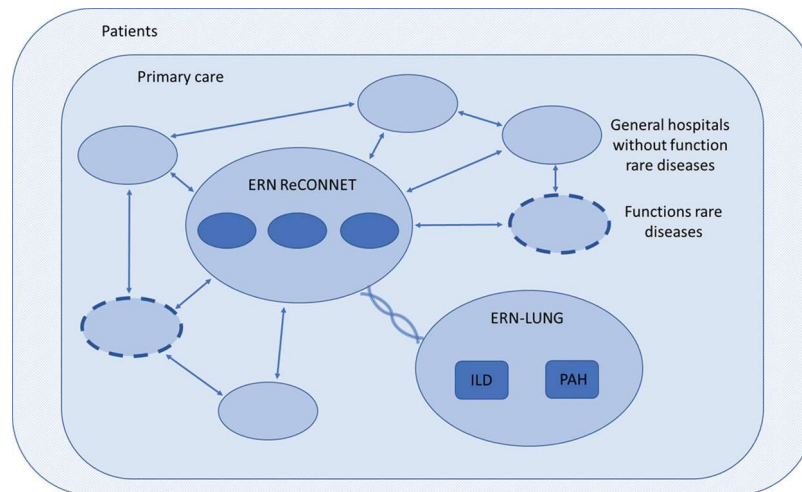 Patients
Primary care
General hospitals
without function
rare diseases
ERN ReCONNET
Functions rare
diseases
ERN-LUNG
ILD
PAH